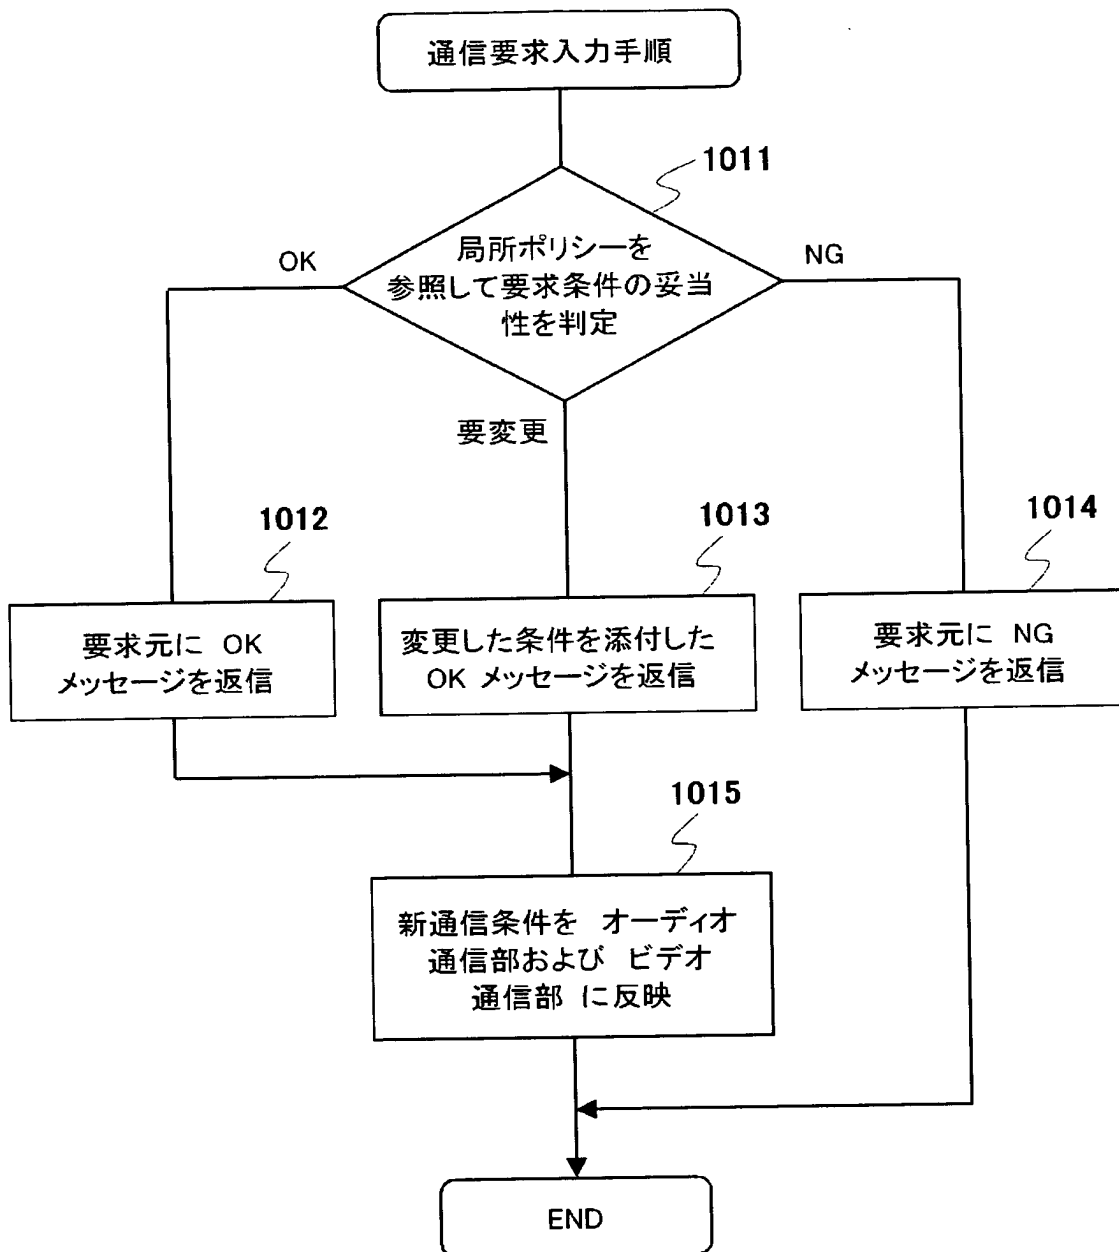 通信要求入力手順
1011
局所ポリシーを
参照して要求条件の妥当
性を判定
OK
NG
要変更
1012
1013
1014
要求元に OK
メッセージを返信
変更した条件を添付した
OK メッセージを返信
要求元に NG
メッセージを返信
1015
新通信条件を オーディオ
通信部および ビデオ
通信部 に反映
END